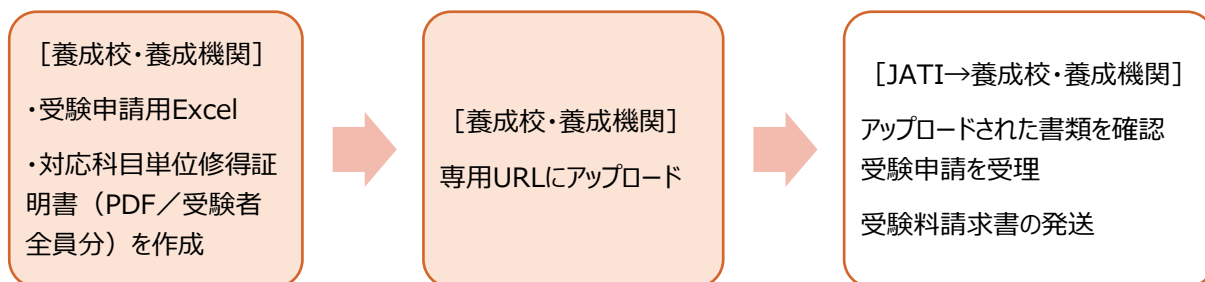 ［養成校・養成機関］
・受験申請用Excel
・対応科目単位修得証
明書（PDF／受験者
全員分）を作成
［養成校・養成機関］
専用URLにアップロード
［JATI→養成校・養成機関］
アップロードされた書類を確認
受験申請を受理
受験料請求書の発送